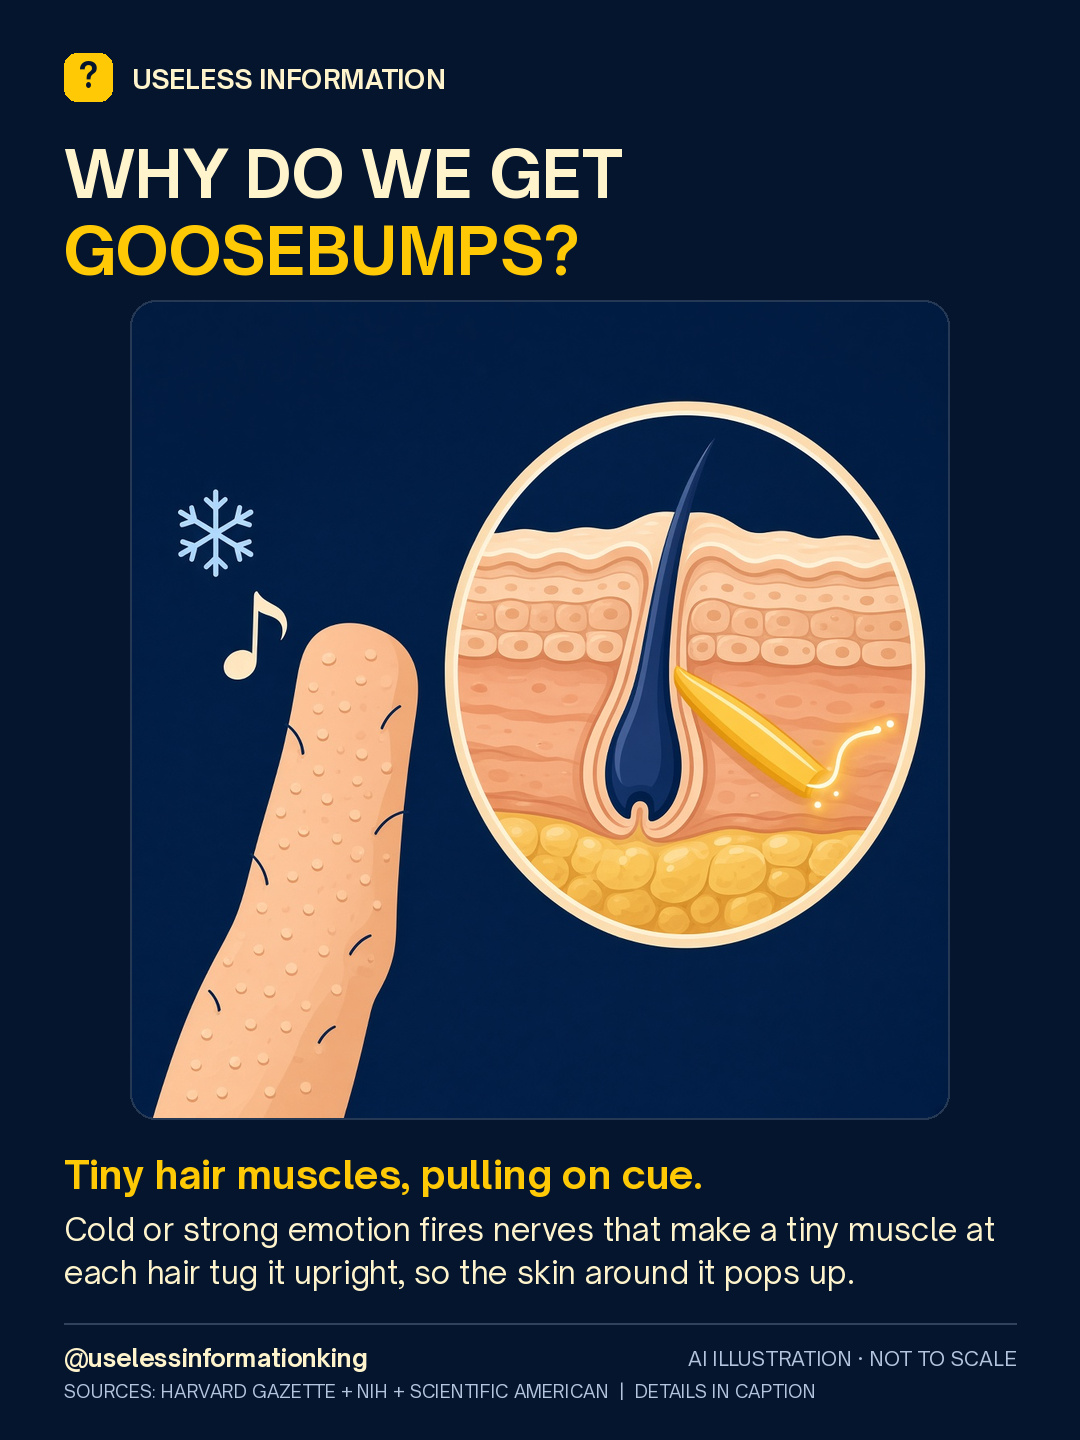 ?
USELESS INFORMATION
WHY DO WE GET
GOOSEBUMPS?
Tiny hair muscles, pulling on cue.
Cold or strong emotion fires nerves that make a tiny muscle at
each hair tug it upright, so the skin around it pops up.
@uselessinformationking
AI ILLUSTRATION · NOT TO SCALE
SOURCES: HARVARD GAZETTE + NIH + SCIENTIFIC AMERICAN | DETAILS IN CAPTION